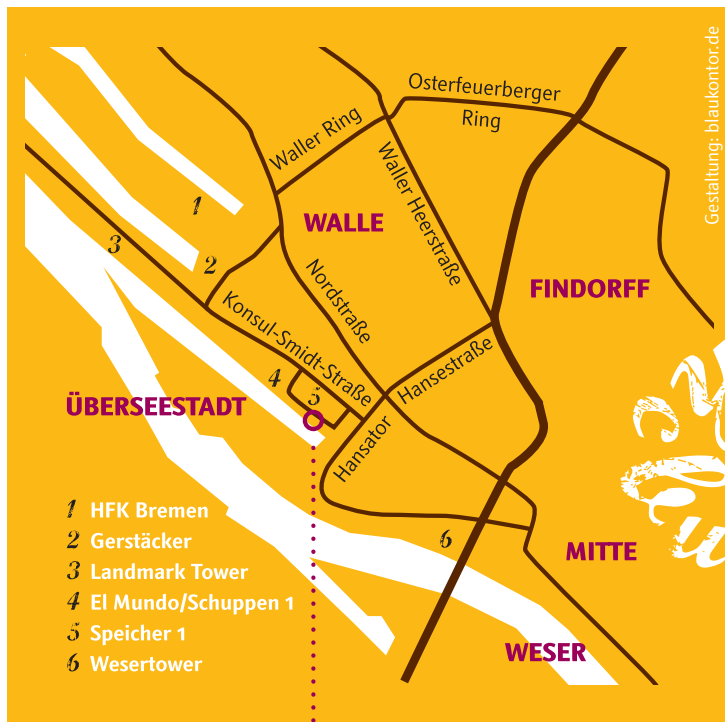 Osterfeuerberger
Ring
Waller Ring
Waller Heerstraße
WALLE
Nordstraße
FINDORFF
Konsul-Smidt-Straße
Hansestraße
ÜBERSEESTADT
Hansator
MITTE
WESER
1
2
3
4
5
6
1 HFK Bremen
2 Gerstäcker
3 Landmark Tower
4 El Mundo/Schuppen 1
5 Speicher 1
6 Wesertower
Gestaltung: blaukontor.de